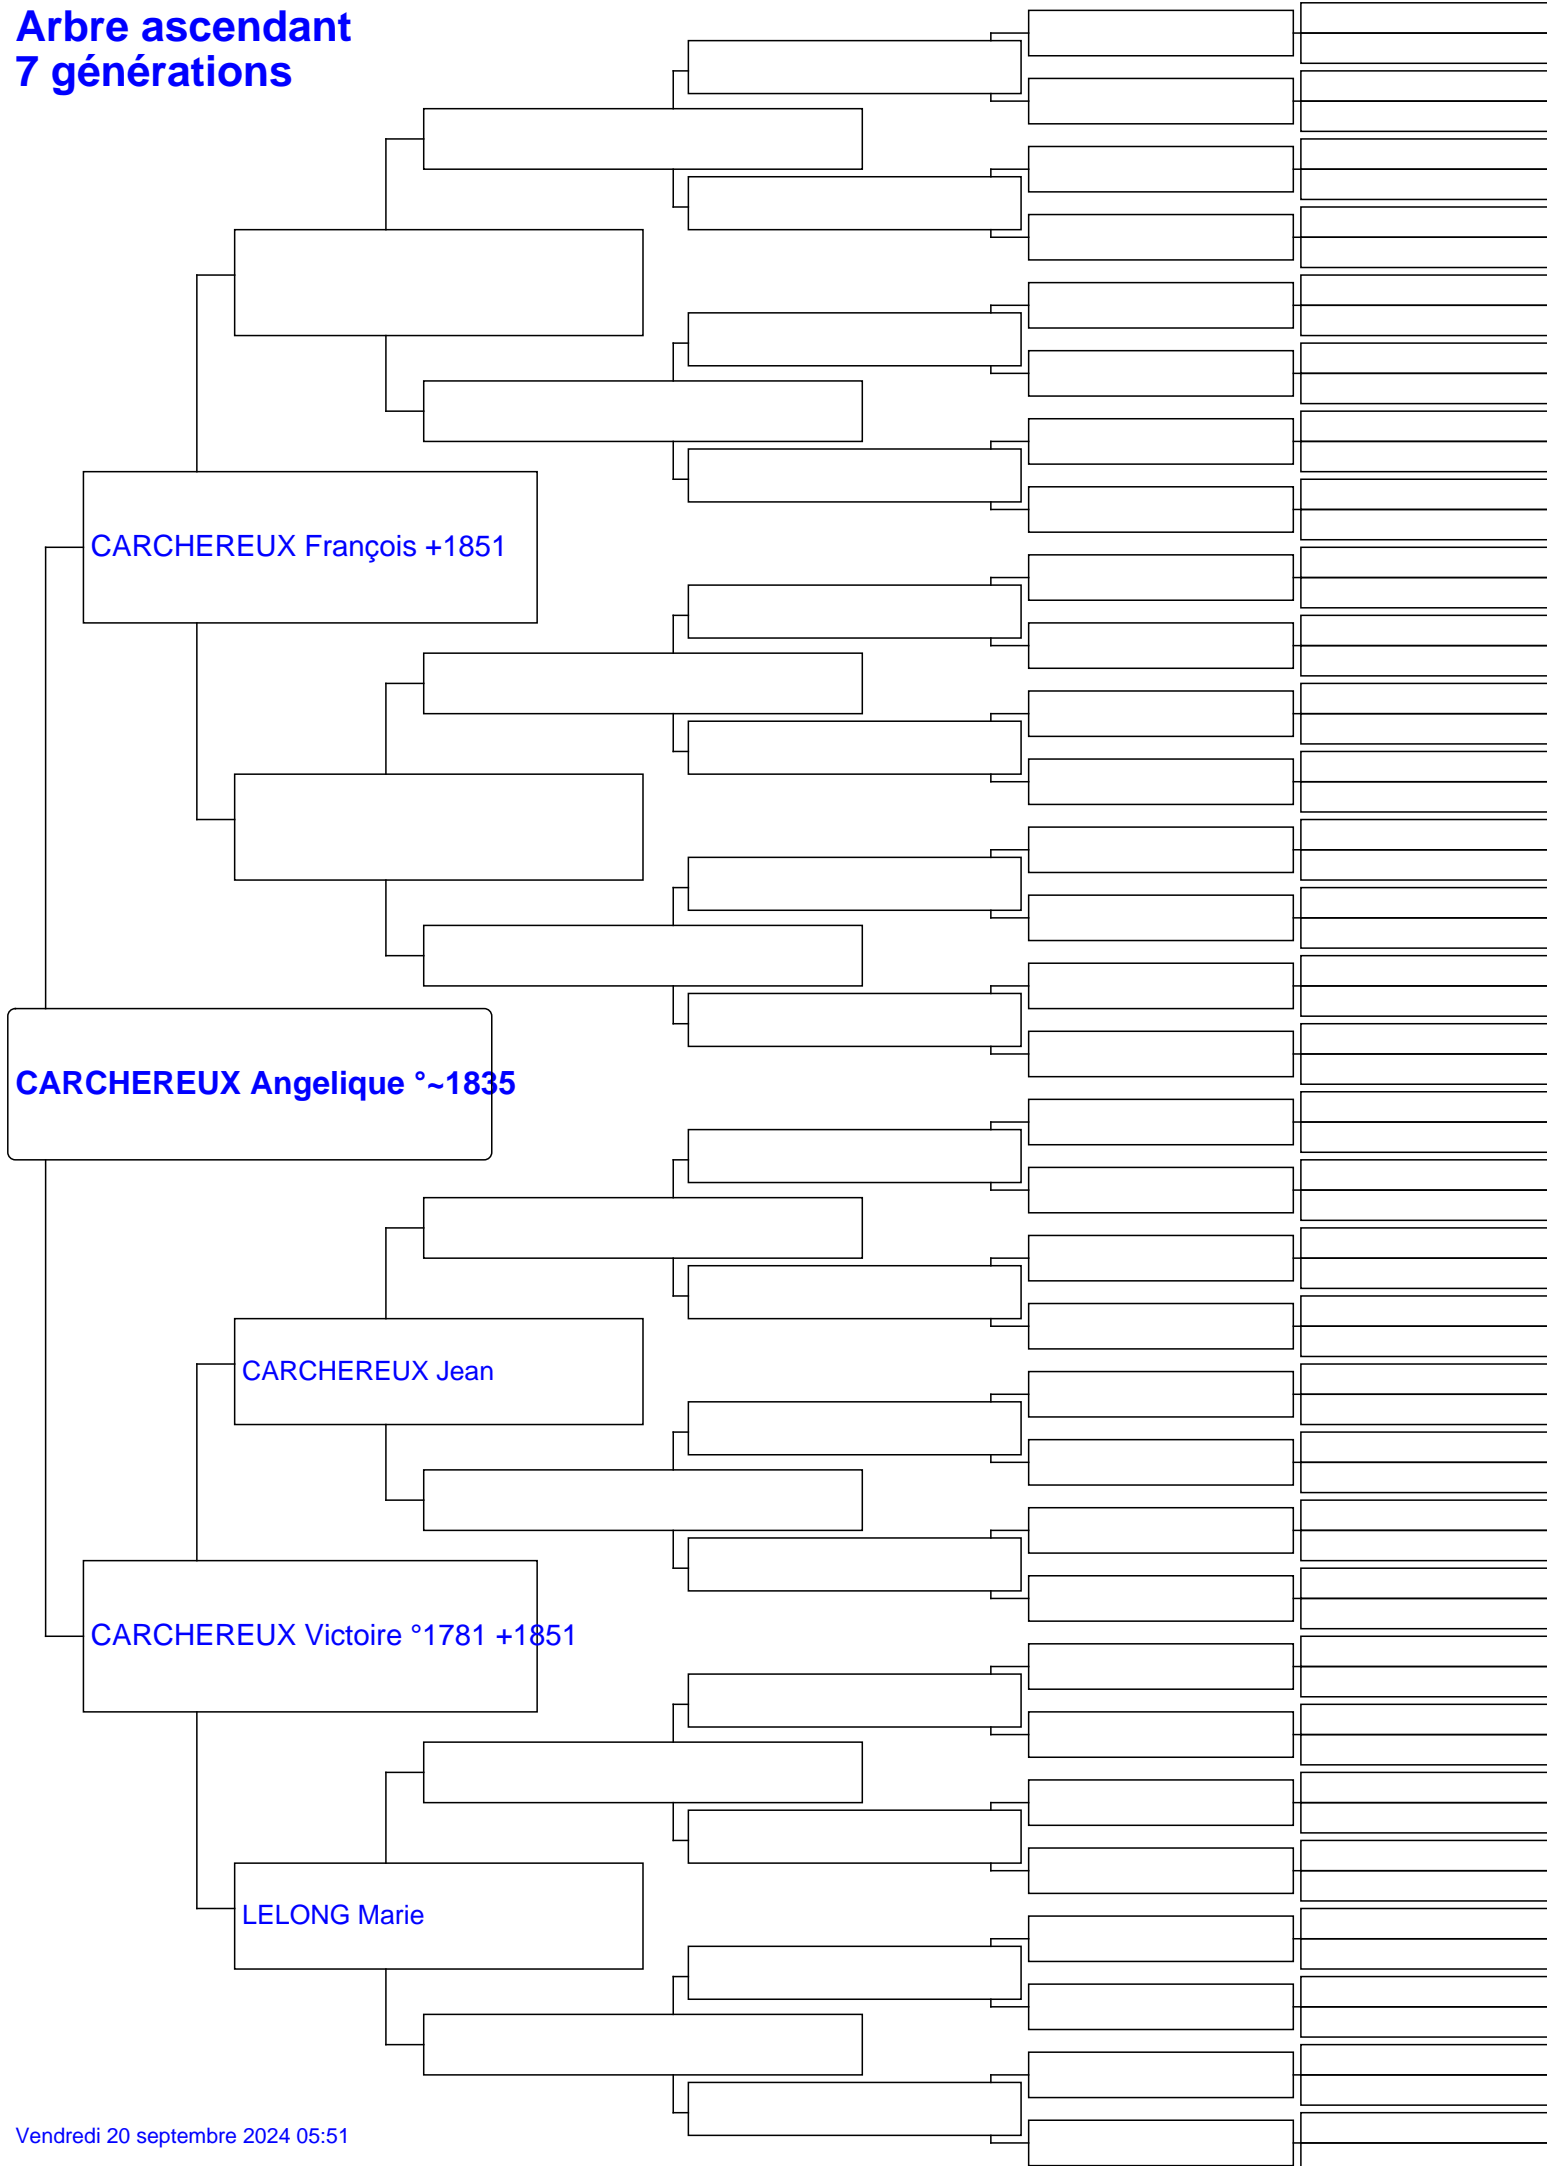 Arbre ascendant
7 générations
CARCHEREUX François +1851
CARCHEREUX Angelique °~1835
CARCHEREUX Jean
CARCHEREUX Victoire °1781 +1851
LELONG Marie
Vendredi 20 septembre 2024 05:51